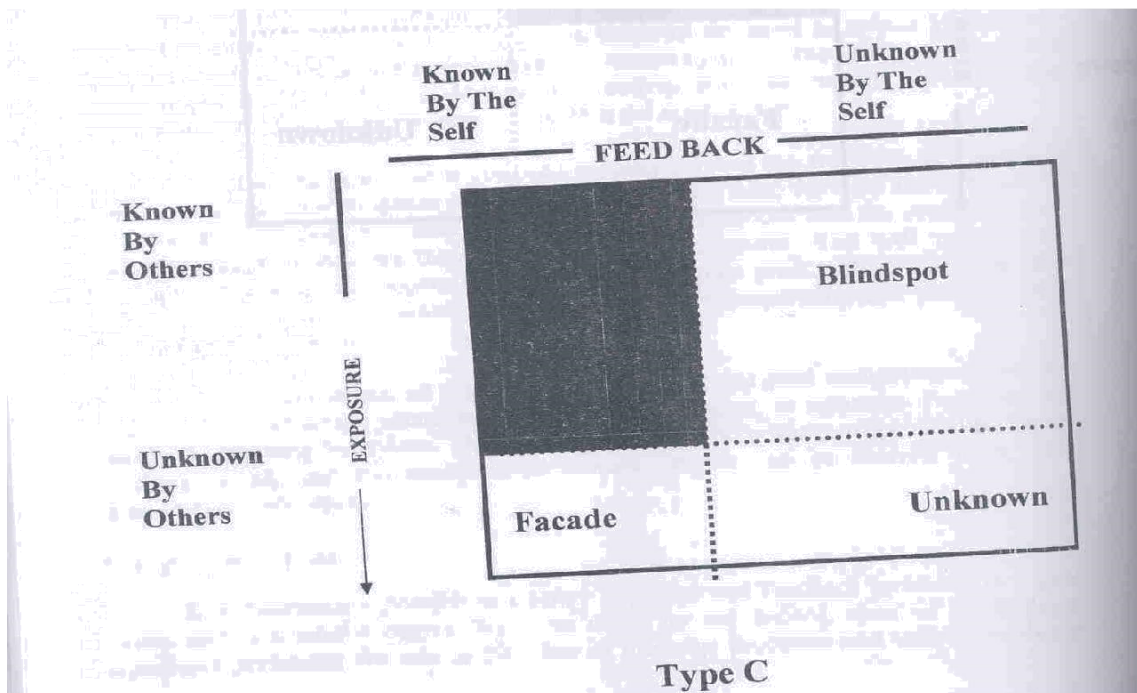 Known
By The
Self
Unknown
By The
Self
FEED BACK
Known
By
Others
Blindspot
EXPOSURE
Unknown
By
Others
Facade
Unknown
Type C